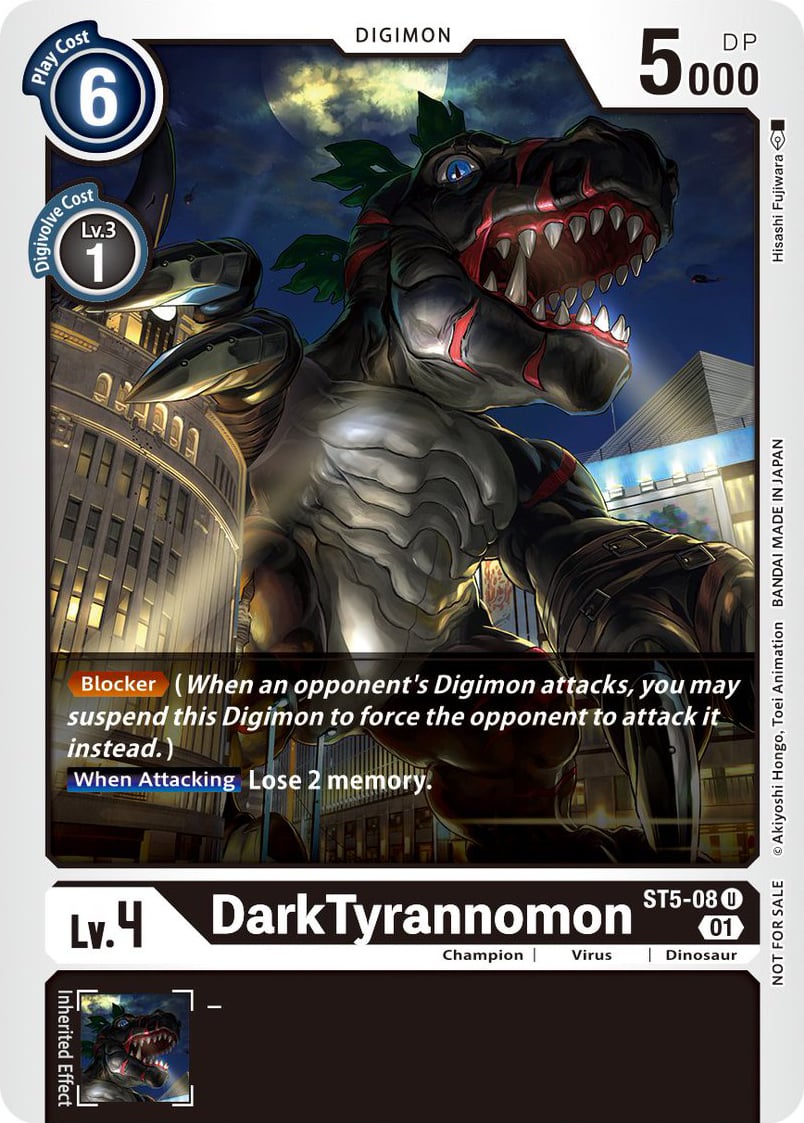 DIGIMON
Play Cost
6
DP
5000
Digivolve Cost
Lv.3
1
Hisashi Fujiwara
Blocker (When an opponent's Digimon attacks, you may
suspend this Digimon to force the opponent to attack it
instead.)
When Attacking Lose 2 memory.
© Akiyoshi Hongo, Toei Animation BANDAI MADE IN JAPAN
Lv.4
DarkTyrannomon
ST5-08 U
01
Champion | Virus | Dinosaur
NOT FOR SALE
Inherited Effect
–